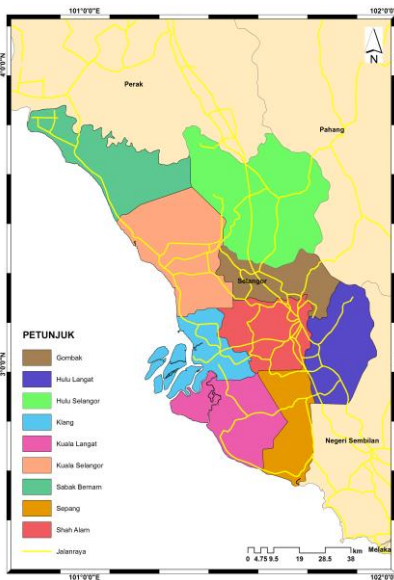 101°0'0"E
102°0'0"E
4°0'0"N
N
Perak
Pahang
Selangor
PETUNJUK
Gombak
Hulu Langat
Hulu Selangor
Klang
Kuala Langat
Kuala Selangor
Sabak Bernam
Sepang
Shah Alam
Jalanraya
3°0'0"N
Negeri Sembilan
Melaka
km
0 4.75 9.5 19 28.5 38
101°0'0"E
102°0'0"E